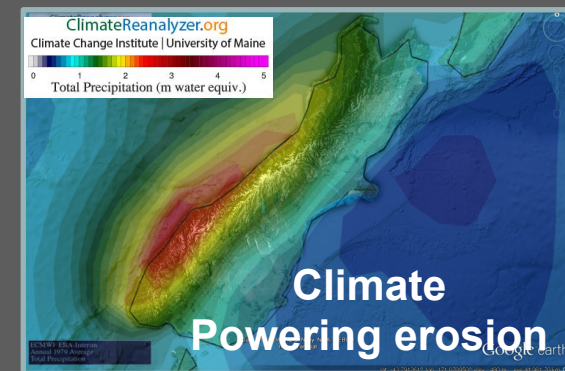 ClimateReanalyzer.org
Climate Change Institute | University of Maine
0 1 2 3 4 5
Total Precipitation (m water equiv.)
Climate
Powering erosion
ECMWF ERA-Interim
Annual 1979 Average
Total Precipitation
Google earth